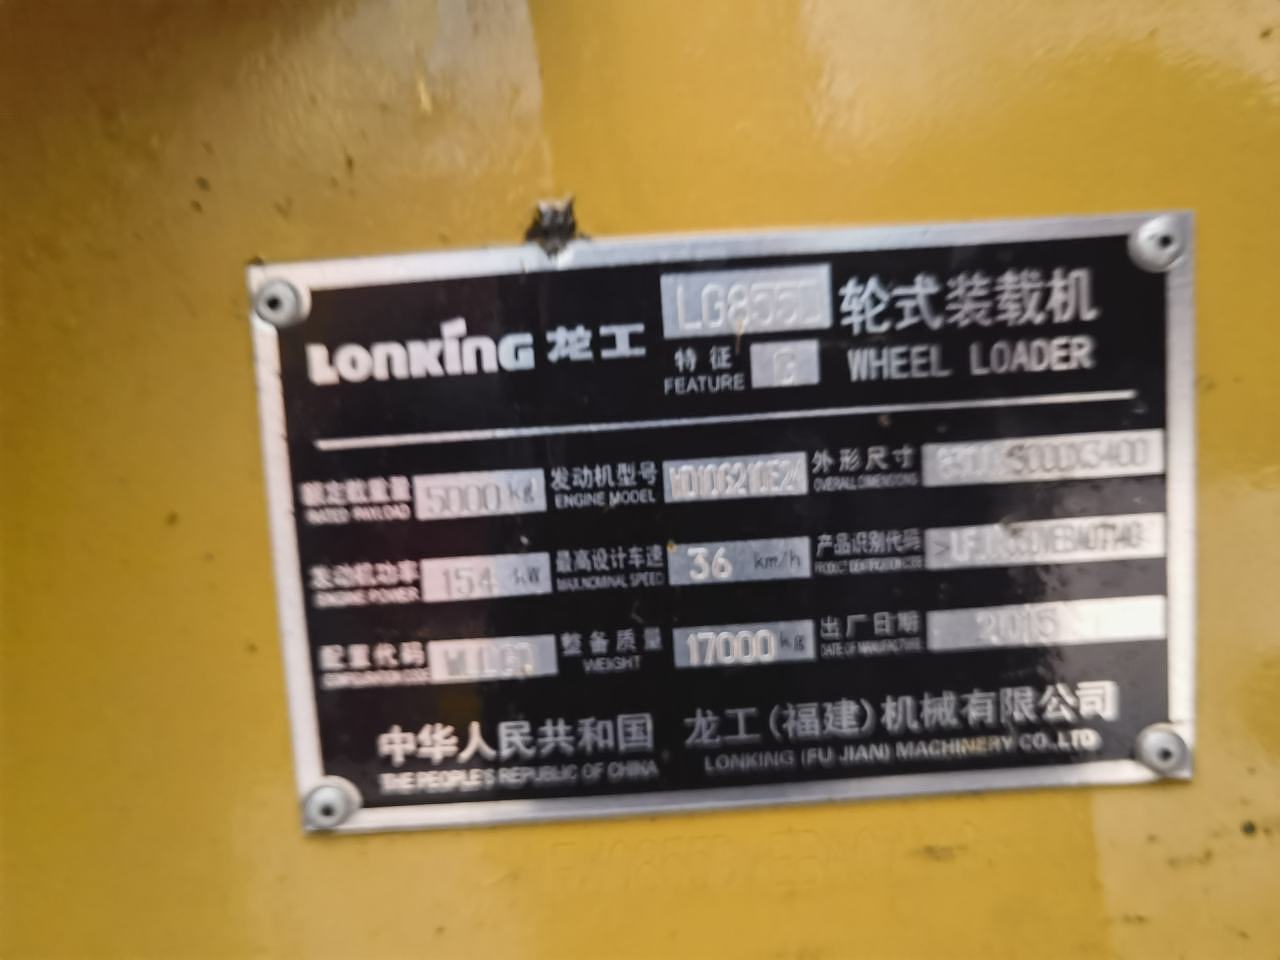 LONKING 龙工 轮式装载机
特征
FEATURE G WHEEL LOADER
额定载重量 5000 kg 发动机型号 外形尺寸
RATED PAYLOAD ENGINE MODEL OVERALL DIMENSIONS
发动机功率 154 kW 最高设计车速 36 km/h 产品识别代码
ENGINE POWER MAX.NOMINAL SPEED PRODUCT IDENTIFICATION CODE
配置代码 整备质量 17000 kg 出厂日期 2015
CONFIGURATION CODE WEIGHT DATE OF MANUFACTURE
中华人民共和国 龙工(福建)机械有限公司
THE PEOPLE'S REPUBLIC OF CHINA LONKING (FU JIAN) MACHINERY CO.,LTD